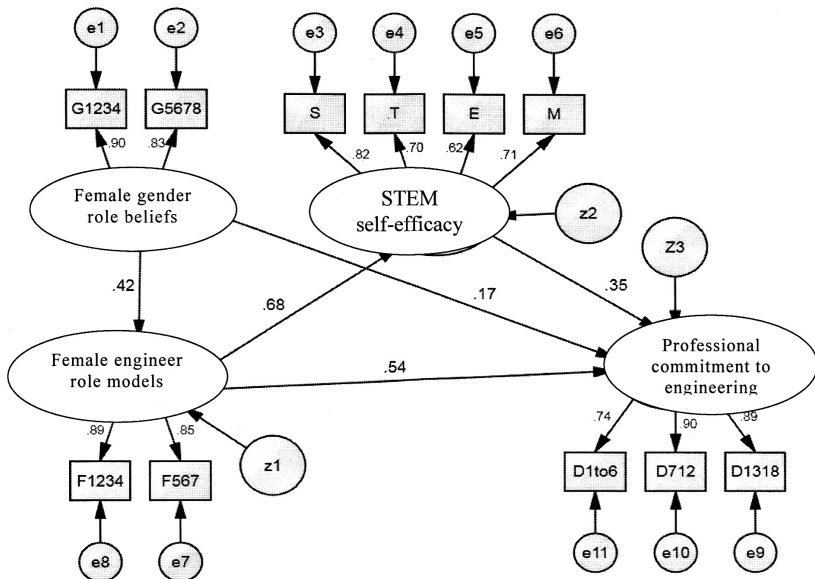 e1
e2
e3
e4
e5
e6
G1234
G5678
S
.T
E
M
.90
.83
.82
.70
.62
.71
Female gender
role beliefs
STEM
self-efficacy
z2
Z3
.42
.68
.17
.35
Female engineer
role models
.54
Professional
commitment to
engineering
.89
.85
z1
.74
.90
.89
F1234
F567
D1to6
D712
D1318
e8
e7
e11
e10
e9